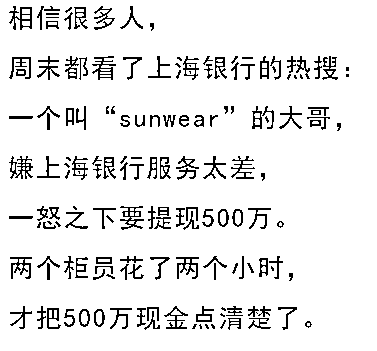 相信很多人，
周末都看了上海银行的热搜：
一个叫“sunwear”的大哥，
嫌上海银行服务太差，
一怒之下要提现500万。
两个柜员花了两个小时，
才把500万现金点清楚了。